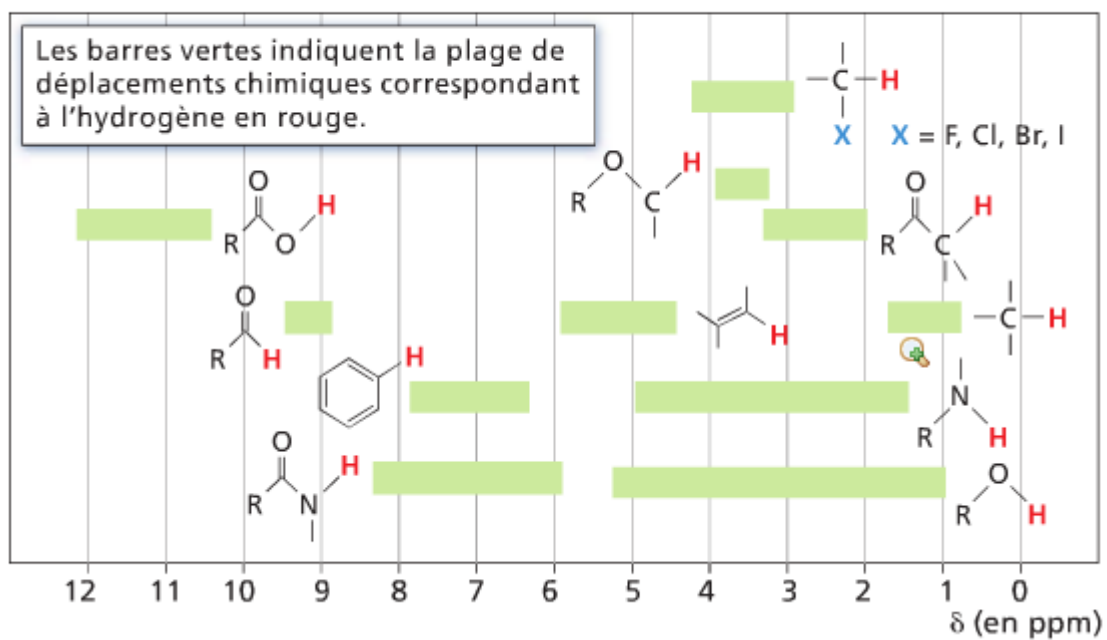 Les barres vertes indiquent la plage de
déplacements chimiques correspondant
à l'hydrogène en rouge.
C H
X X = F, Cl, Br, I
O H
R C
O H
R O
O H
R C
O
R H
H
H
C H
O H
R N
N
R H
O
R H
12 11 10 9 8 7 6 5 4 3 2 1 0
δ (en ppm)